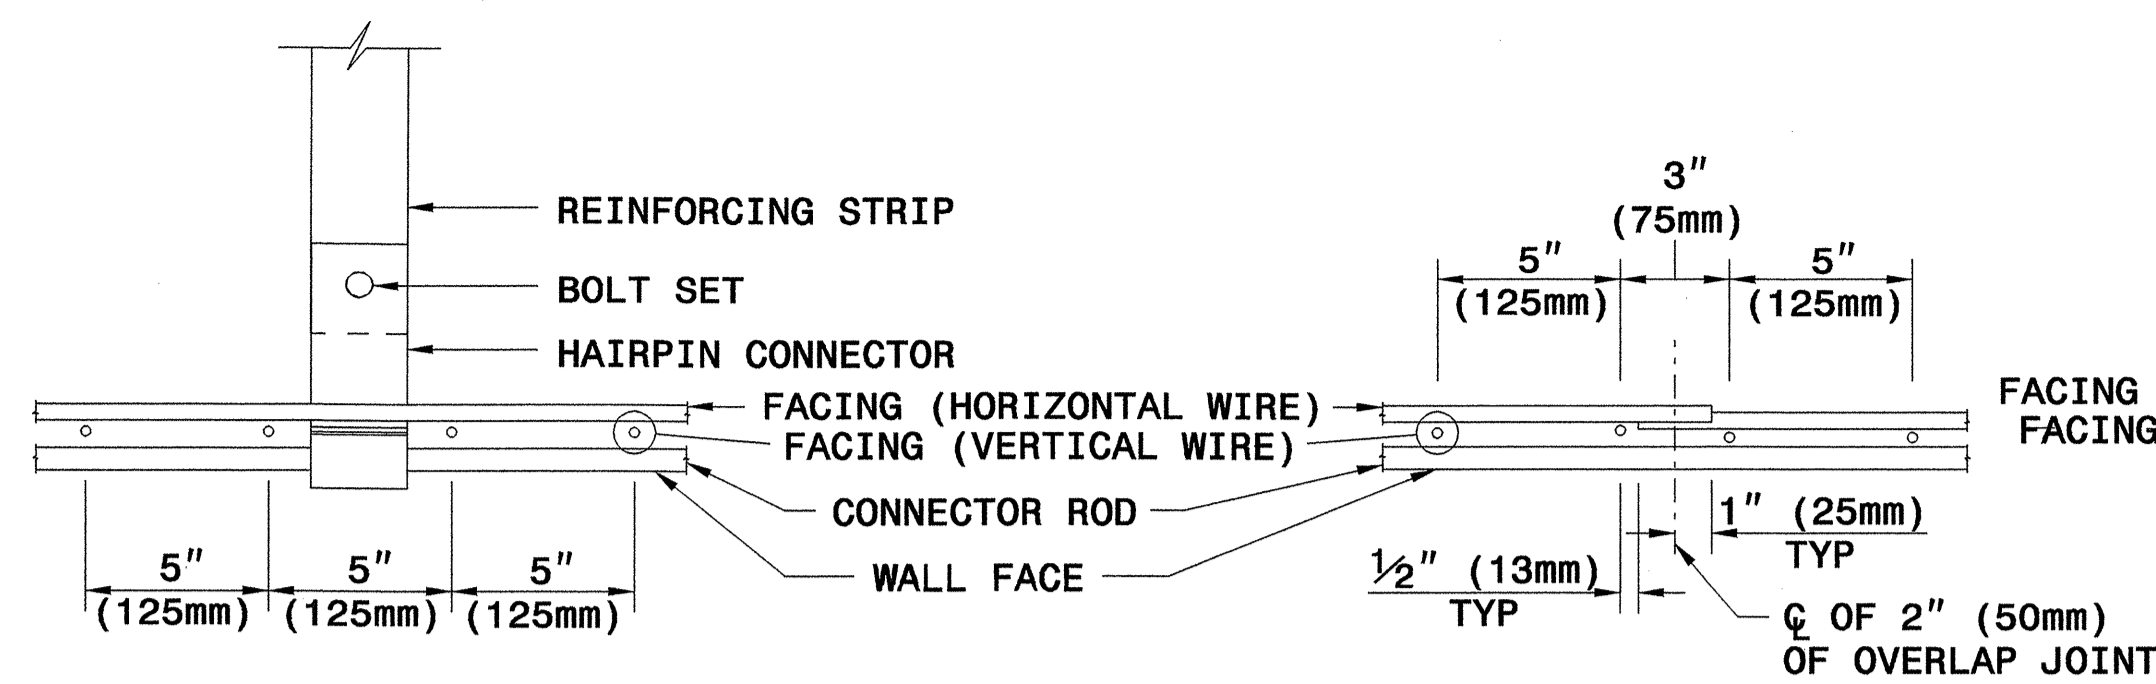 REINFORCING STRIP
BOLT SET
HAIRPIN CONNECTOR
FACING (HORIZONTAL WIRE)
FACING (VERTICAL WIRE)
CONNECTOR ROD
WALL FACE
5"
(125mm)
5"
(125mm)
5"
(125mm)
3"
(75mm)
5"
(125mm)
5"
(125mm)
FACING
FACING
1" (25mm)
TYP
½" (13mm)
TYP
℄ OF 2" (50mm)
OF OVERLAP JOINT